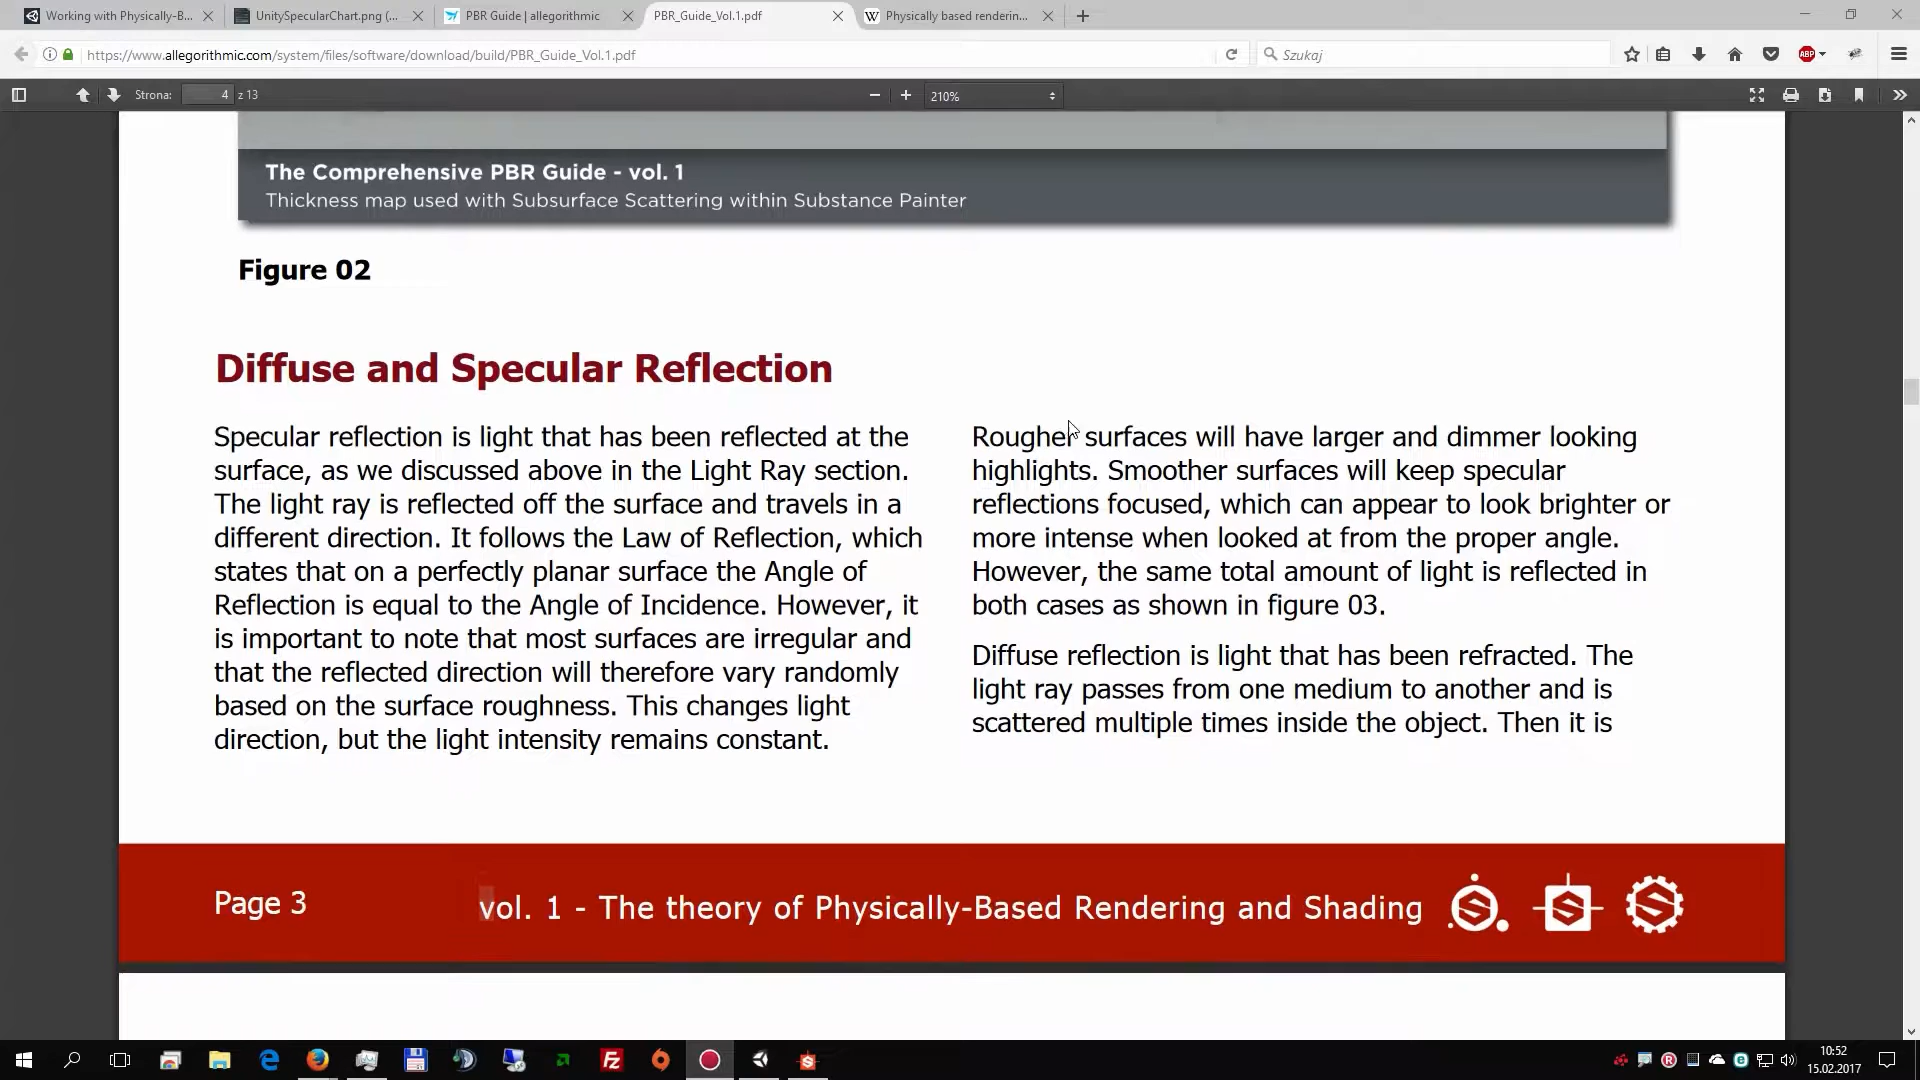 Working with Physically-B...
UnitySpecularChart.png (...
PBR Guide | allegorithmic
PBR_Guide_Vol.1.pdf
W
Physically based renderin...
https://www.allegorithmic.com/system/files/software/download/build/PBR_Guide_Vol.1.pdf
Szukaj
ABP
Strona:
4
z 13
210%
The Comprehensive PBR Guide - vol. 1
Thickness map used with Subsurface Scattering within Substance Painter
Figure 02
Diffuse and Specular Reflection
Specular reflection is light that has been reflected at the
surface, as we discussed above in the Light Ray section.
The light ray is reflected off the surface and travels in a
different direction. It follows the Law of Reflection, which
states that on a perfectly planar surface the Angle of
Reflection is equal to the Angle of Incidence. However, it
is important to note that most surfaces are irregular and
that the reflected direction will therefore vary randomly
based on the surface roughness. This changes light
direction, but the light intensity remains constant.
Rougher surfaces will have larger and dimmer looking
highlights. Smoother surfaces will keep specular
reflections focused, which can appear to look brighter or
more intense when looked at from the proper angle.
However, the same total amount of light is reflected in
both cases as shown in figure 03.
Diffuse reflection is light that has been refracted. The
light ray passes from one medium to another and is
scattered multiple times inside the object. Then it is
Page 3
vol. 1 - The theory of Physically-Based Rendering and Shading
10:52
15.02.2017